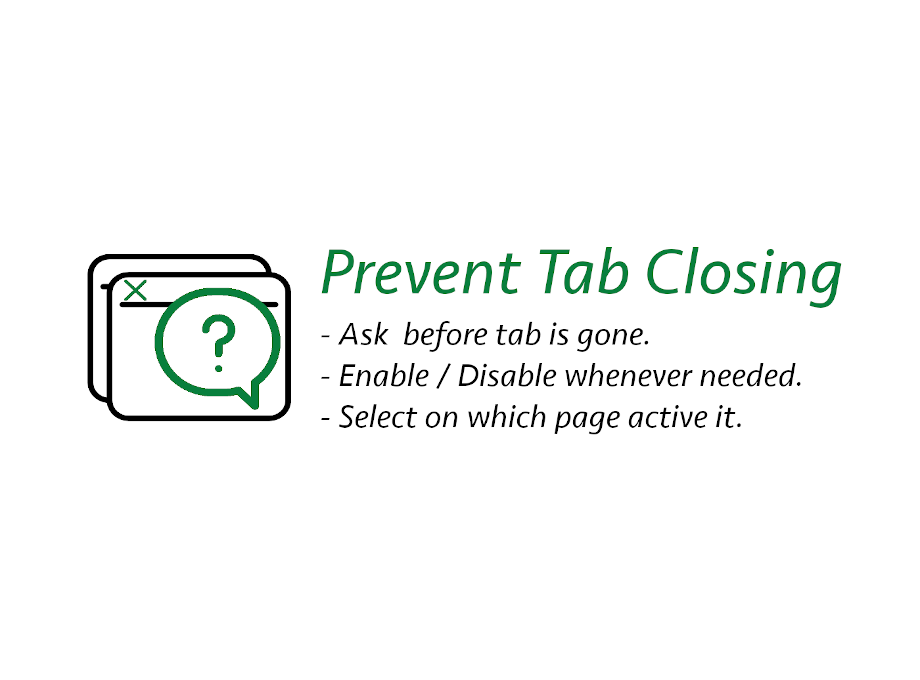 Prevent Tab Closing
- Ask  before tab is gone.
- Enable / Disable whenever needed.
- Select on which page active it.
?